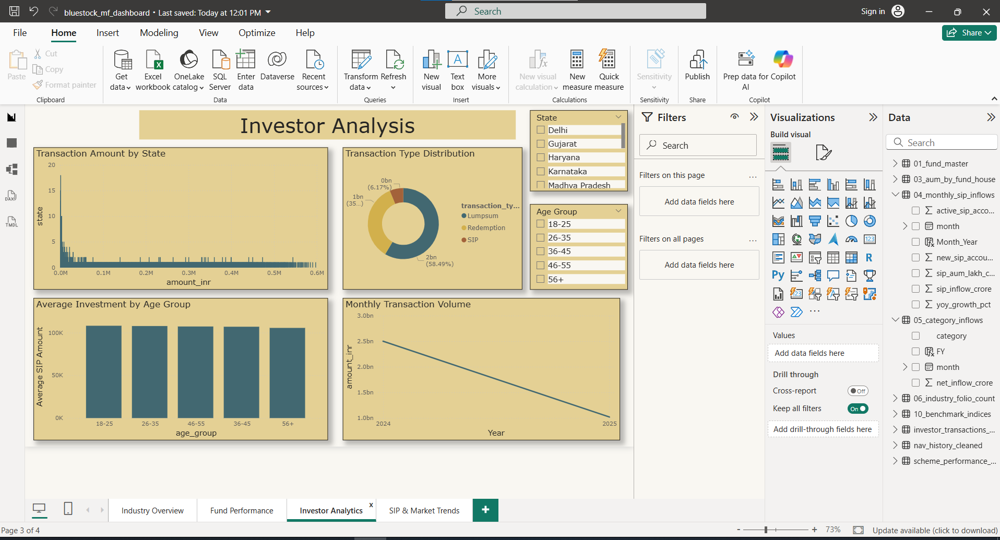 bluestock_mf_dashboard • Last saved: Today at 12:01 PM
Search
Sign in
File
Home
Insert
Modeling
View
Optimize
Help
Share
Paste
Cut
Copy
Format painter
Clipboard
Get data
Excel workbook
OneLake catalog
SQL Server
Enter data
Dataverse
Recent sources
Data
Transform data
Refresh
Queries
New visual
Text box
More visuals
Insert
New visual calculation
New measure
Quick measure
Calculations
Sensitivity
Sensitivity
Publish
Share
Prep data for AI
Copilot
Copilot
DAX
TMDL
Investor Analysis
Transaction Amount by State
20
15
10
5
0
state
0.0M
0.1M
0.2M
0.3M
0.4M
0.5M
0.6M
amount_inr
Transaction Type Distribution
0bn
(6.17%)
1bn
(35...)
2bn
(58.49%)
transaction_ty...
Lumpsum
Redemption
SIP
State
Delhi
Gujarat
Haryana
Karnataka
Madhya Pradesh
Age Group
18-25
26-35
36-45
46-55
56+
Average Investment by Age Group
Average SIP Amount
100K
50K
0K
18-25
26-35
46-55
36-45
56+
age_group
Monthly Transaction Volume
3.0bn
2.5bn
2.0bn
1.5bn
1.0bn
amount_inr
2024
2025
Year
Filters
Search
Filters on this page
...
Add data fields here
Filters on all pages
...
Add data fields here
Visualizations
Build visual
123
R
Py
123
...
Values
Add data fields here
Drill through
Cross-report
Off
Keep all filters
On
Add drill-through fields here
Data
Search
01_fund_master
03_aum_by_fund_house
04_monthly_sip_inflows
active_sip_acco...
month
Month_Year
new_sip_accou...
sip_aum_lakh_c...
sip_inflow_crore
yoy_growth_pct
05_category_inflows
category
FY
month
net_inflow_crore
06_industry_folio_count
10_benchmark_indices
investor_transactions_...
nav_history_cleaned
scheme_performance_...
Industry Overview
Fund Performance
Investor Analytics
x
SIP & Market Trends
+
Page 3 of 4
-
+
73%
Update available (click to download)